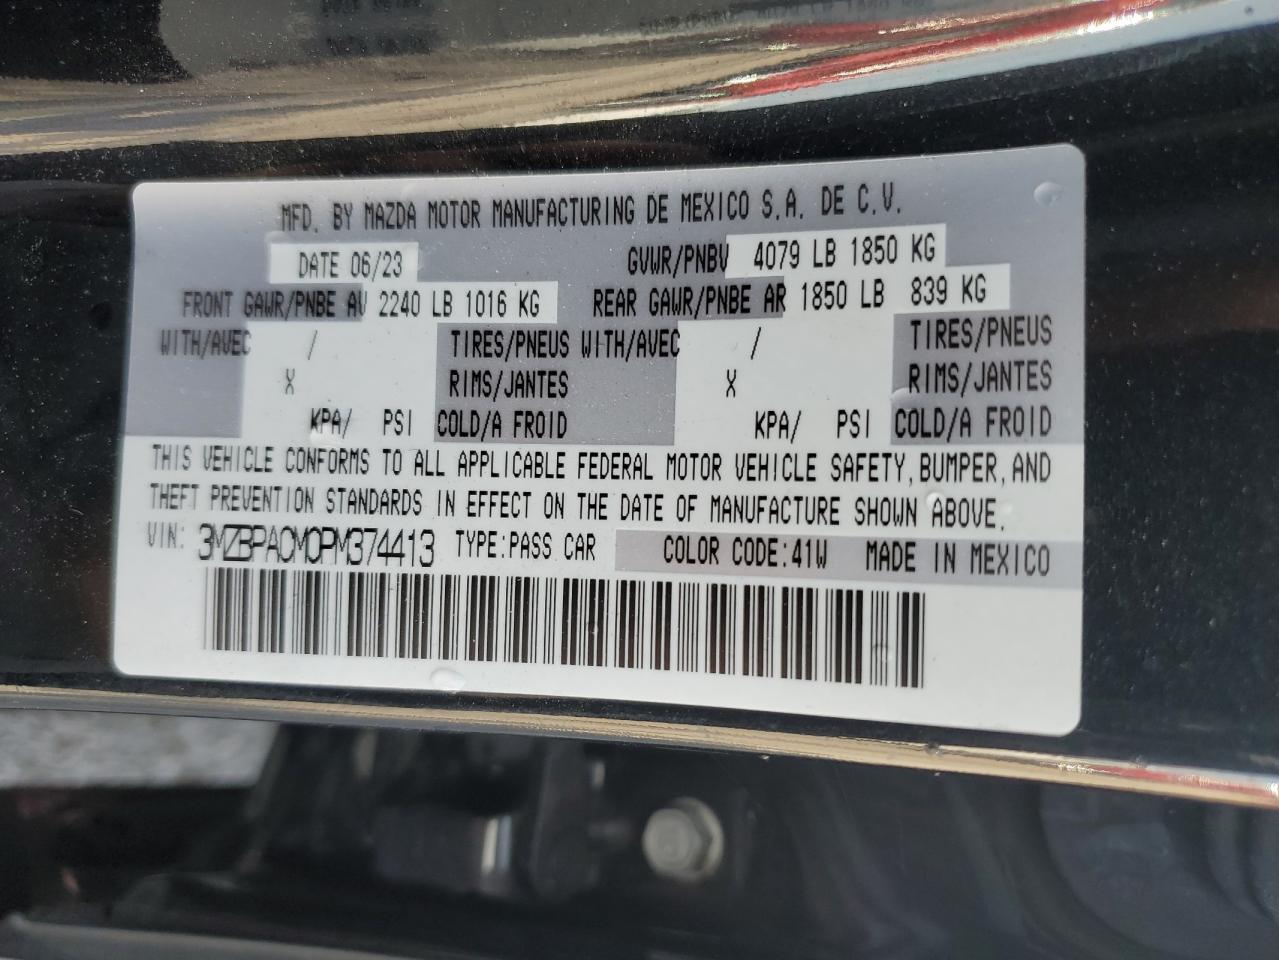 MFD. BY MAZDA MOTOR MANUFACTURING DE MEXICO S.A. DE C.V.
DATE 06/23 GVWR/PNBV 4079 LB 1850 KG
FRONT GAWR/PNBE AV 2240 LB 1016 KG REAR GAWR/PNBE AR 1850 LB 839 KG
WITH/AVEC / TIRES/PNEUS WITH/AVEC / TIRES/PNEUS
X RIMS/JANTES X RIMS/JANTES
KPA/ PSI COLD/A FROID KPA/ PSI COLD/A FROID
THIS VEHICLE CONFORMS TO ALL APPLICABLE FEDERAL MOTOR VEHICLE SAFETY, BUMPER, AND
THEFT PREVENTION STANDARDS IN EFFECT ON THE DATE OF MANUFACTURE SHOWN ABOVE.
VIN: 3MZBPACM0PM374413 TYPE:PASS CAR COLOR CODE:41W MADE IN MEXICO